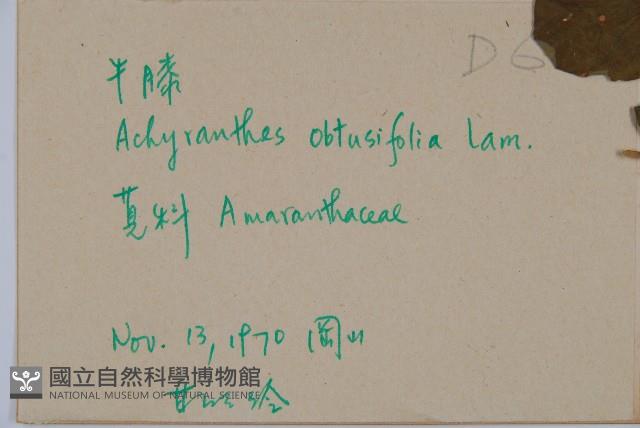 D6
牛膝
Achyranthes obtusifolia Lam.
莧科 Amaranthaceae
Nov. 13, 1970 岡山
國立自然科學博物館
NATIONAL MUSEUM OF NATURAL SCIENCE